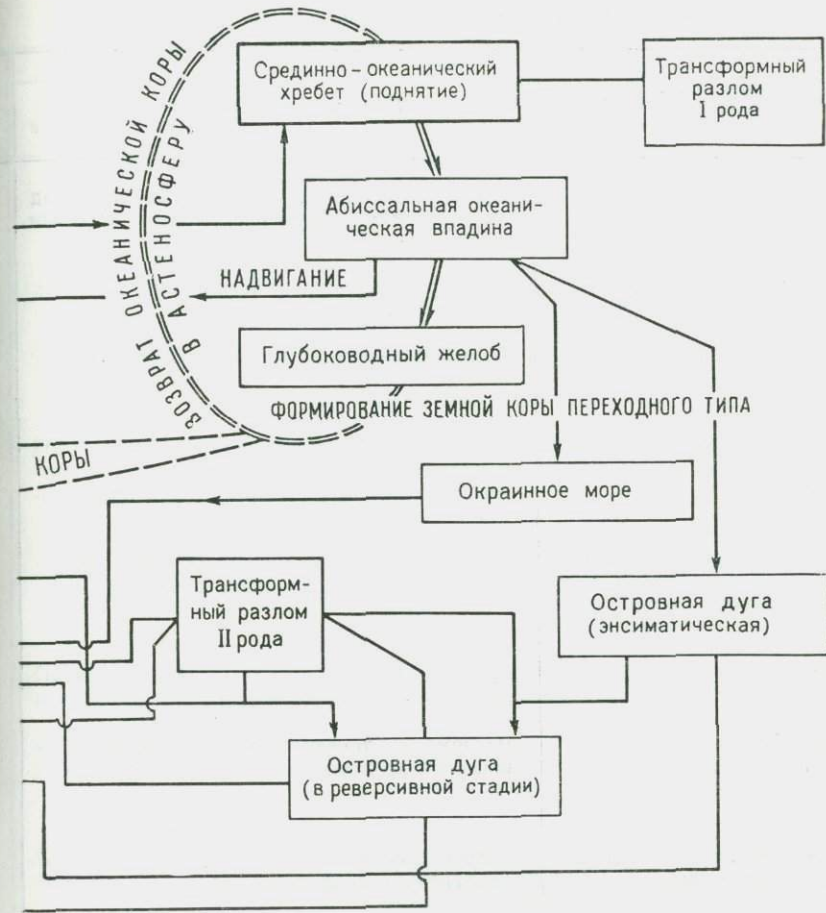 Срединно-океанический
хребет (поднятие)
Трансформный
разлом
I рода
ВОЗВРАТ ОКЕАНИЧЕСКОЙ КОРЫ
В АСТЕНОСФЕРУ
Абиссальная океани-
ческая впадина
НАДВИГАНИЕ
Глубоководный желоб
ФОРМИРОВАНИЕ ЗЕМНОЙ КОРЫ ПЕРЕХОДНОГО ТИПА
КОРЫ
Окраинное море
Трансформ-
ный разлом
II рода
Островная дуга
(энсиматическая)
Островная дуга
(в реверсивной стадии)